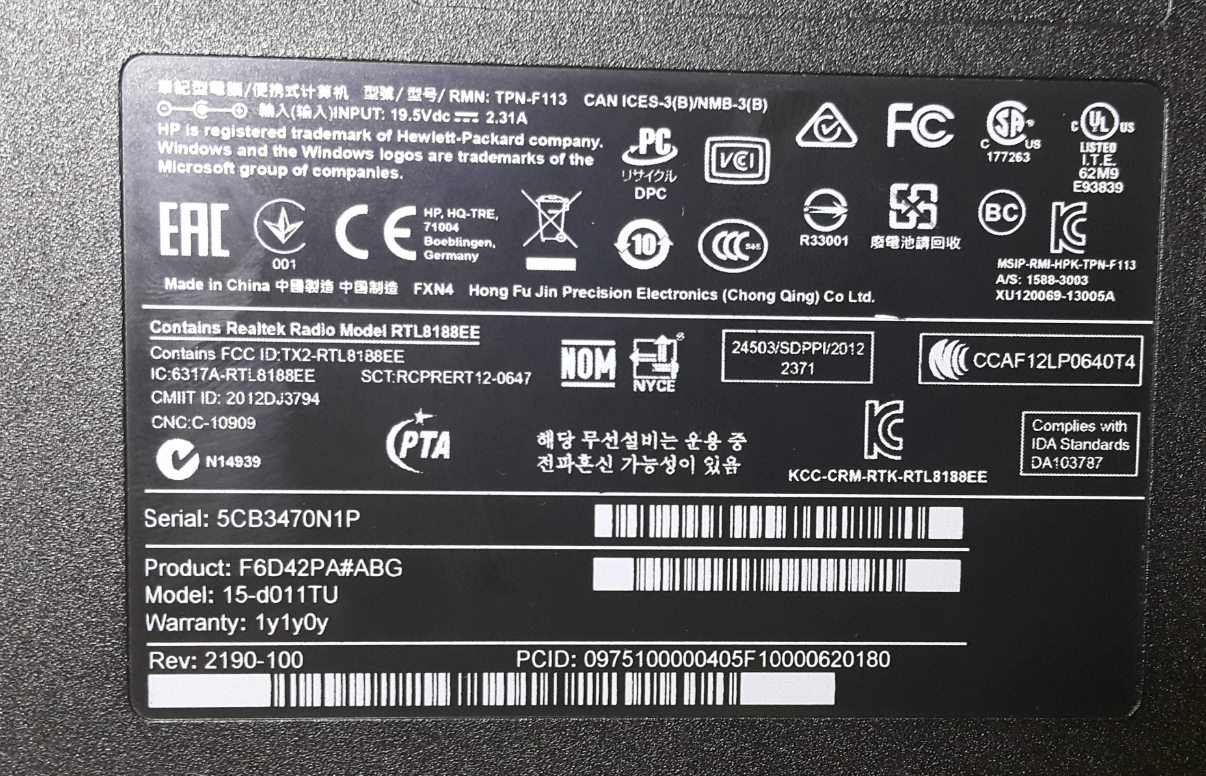 筆記型電腦/便携式计算机 型號/型号/ RMN: TPN-F113 CAN ICES-3(B)/NMB-3(B)
輸入(输入)INPUT: 19.5Vdc 2.31A
HP is registered trademark of Hewlett-Packard company.
Windows and the Windows logos are trademarks of the
Microsoft group of companies.
PC
リサイクル
DPC
VCI
FC
SA
C US
177263
C UL US
LISTED
I.T.E.
62M9
E93839
EAC
001
CE
HP, HQ-TRE,
71004
Boeblingen,
Germany
10
CCC S&E
R33001
廢電池請回收
BC
KC
MSIP-RMI-HPK-TPN-F113
A/S: 1588-3003
XU120069-13005A
Made in China 中國製造 中国制造 FXN4 Hong Fu Jin Precision Electronics (Chong Qing) Co Ltd.
Contains Realtek Radio Model RTL8188EE
Contains FCC ID:TX2-RTL8188EE
IC:6317A-RTL8188EE SCT:RCPRERT12-0647
CMIIT ID: 2012DJ3794
CNC:C-10909
N14939
PTA
NOM
NYCE
24503/SDPPI/2012
2371
CCAF12LP0640T4
해당 무선설비는 운용 중
전파혼신 가능성이 있음
KC
KCC-CRM-RTK-RTL8188EE
Complies with
IDA Standards
DA103787
Serial: 5CB3470N1P
Product: F6D42PA#ABG
Model: 15-d011TU
Warranty: 1y1y0y
Rev: 2190-100 PCID: 0975100000405F10000620180